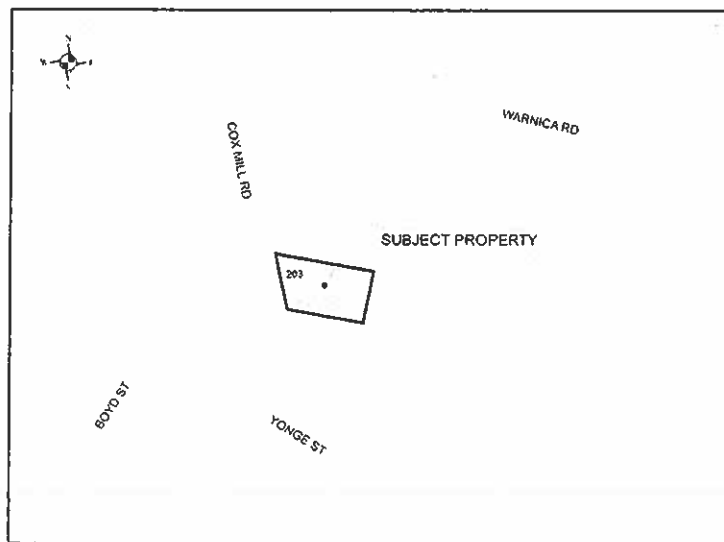 N
WARNICA RD
COX MILL RD
SUBJECT PROPERTY
203
BOYD ST
YONGE ST